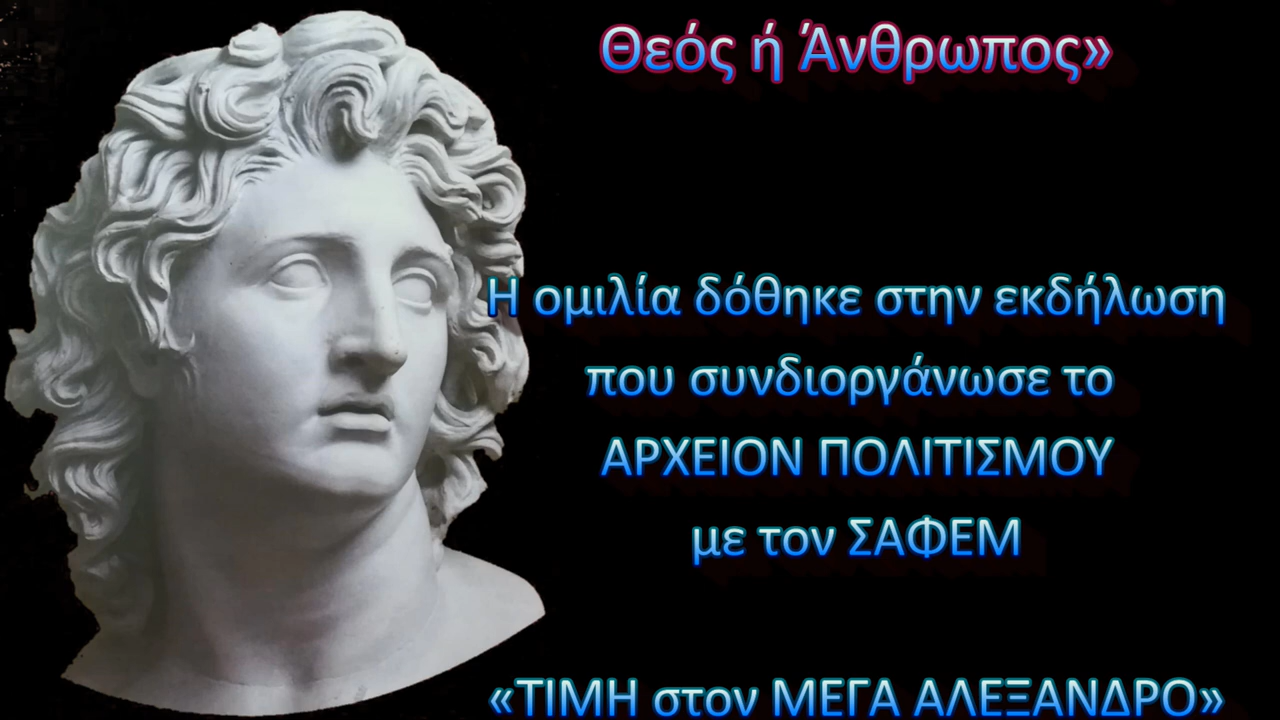 Θεός ή Άνθρωπος»
Η ομιλία δόθηκε στην εκδήλωση
που συνδιοργάνωσε το
ΑΡΧΕΙΟΝ ΠΟΛΙΤΙΣΜΟΥ
με τον ΣΑΦΕΜ
«ΤΙΜΗ στον ΜΕΓΑ ΑΛΕΞΑΝΔΡΟ»